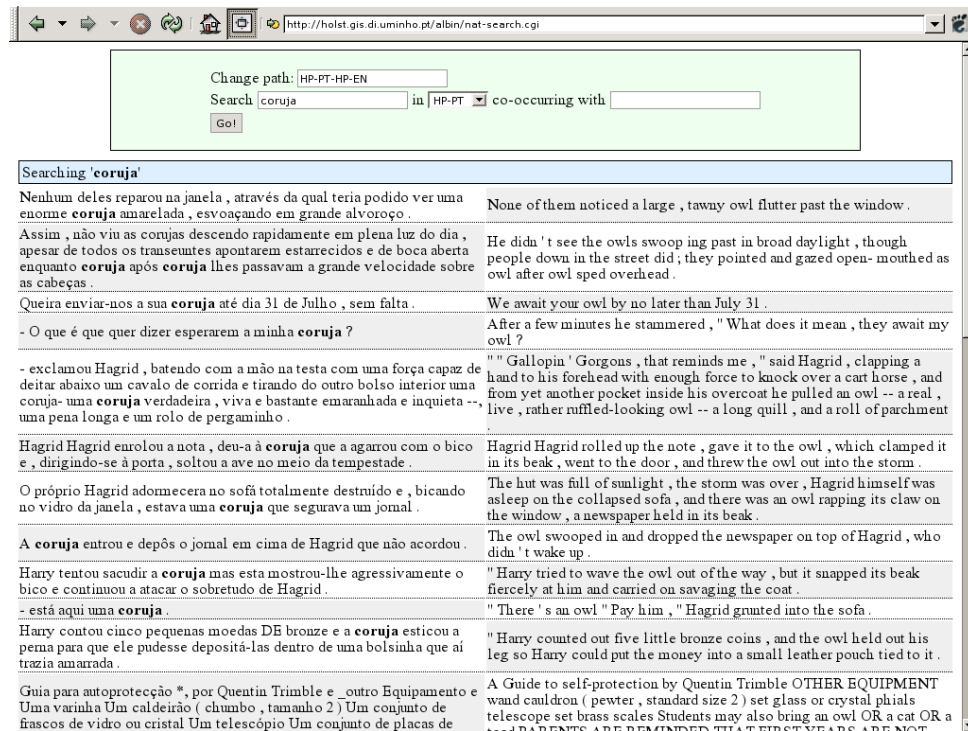 http://holst.gis.di.uminho.pt/albin/nat-search.cgi
Change path: HP-PT-HP-EN
Search coruja in HP-PT co-occurring with
Go!
Searching 'coruja'
Nenhum deles reparou na janela , através da qual teria podido ver uma
enorme coruja amarelada , esvoaçando em grande alvoroço .
None of them noticed a large , tawny owl flutter past the window .
Assim , não viu as corujas descendo rapidamente em plena luz do dia ,
apesar de todos os transeuntes apontarem estarrecidos e de boca aberta
enquanto coruja após coruja lhes passavam a grande velocidade sobre
as cabeças .
He didn ' t see the owls swoop ing past in broad daylight , though
people down in the street did ; they pointed and gazed open- mouthed as
owl after owl sped overhead .
Queira enviar-nos a sua coruja até dia 31 de Julho , sem falta .
We await your owl by no later than July 31 .
- O que é que quer dizer esperarem a minha coruja ?
After a few minutes he stammered , " What does it mean , they await my
owl ?
- exclamou Hagrid , batendo com a mão na testa com uma força capaz de
deitar abaixo um cavalo de corrida e tirando do outro bolso interior uma
coruja- uma coruja verdadeira , viva e bastante emaranhada e inquieta --,
uma pena longa e um rolo de pergaminho .
" " Gallopin ' Gorgons , that reminds me , " said Hagrid , clapping a
hand to his forehead with enough force to knock over a cart horse , and
from yet another pocket inside his overcoat he pulled an owl -- a real ,
live , rather ruffled-looking owl -- a long quill , and a roll of parchment
.
Hagrid Hagrid enrolou a nota , deu-a à coruja que a agarrou com o bico
e , dirigindo-se à porta , soltou a ave no meio da tempestade .
Hagrid Hagrid rolled up the note , gave it to the owl , which clamped it
in its beak , went to the door , and threw the owl out into the storm .
O próprio Hagrid adormecera no sofá totalmente destruído e , bicando
no vidro da janela , estava uma coruja que segurava um jornal .
The hut was full of sunlight , the storm was over , Hagrid himself was
asleep on the collapsed sofa , and there was an owl rapping its claw on
the window , a newspaper held in its beak .
A coruja entrou e depôs o jornal em cima de Hagrid que não acordou .
The owl swooped in and dropped the newspaper on top of Hagrid , who
didn ' t wake up .
Harry tentou sacudir a coruja mas esta mostrou-lhe agressivamente o
bico e continuou a atacar o sobretudo de Hagrid .
" Harry tried to wave the owl out of the way , but it snapped its beak
fiercely at him and carried on savaging the coat .
- está aqui uma coruja .
" There ' s an owl " Pay him , " Hagrid grunted into the sofa .
Harry contou cinco pequenas moedas DE bronze e a coruja esticou a
perna para que ele pudesse depositá-las dentro de uma bolsinha que aí
trazia amarrada .
" Harry counted out five little bronze coins , and the owl held out his
leg so Harry could put the money into a small leather pouch tied to it .
Guia para autoprotecção *, por Quentin Trimble e _outro Equipamento e
Uma varinha Um caldeirão ( chumbo , tamanho 2 ) Um conjunto de
frascos de vidro ou cristal Um telescópio Um conjunto de placas de
A Guide to self-protection by Quentin Trimble OTHER EQUIPMENT
wand cauldron ( pewter , standard size 2 ) set glass or crystal phials
telescope set brass scales Students may also bring an owl OR a cat OR a
toad PARENTS ARE REMINDED THAT FIRST YEARS ARE NOT